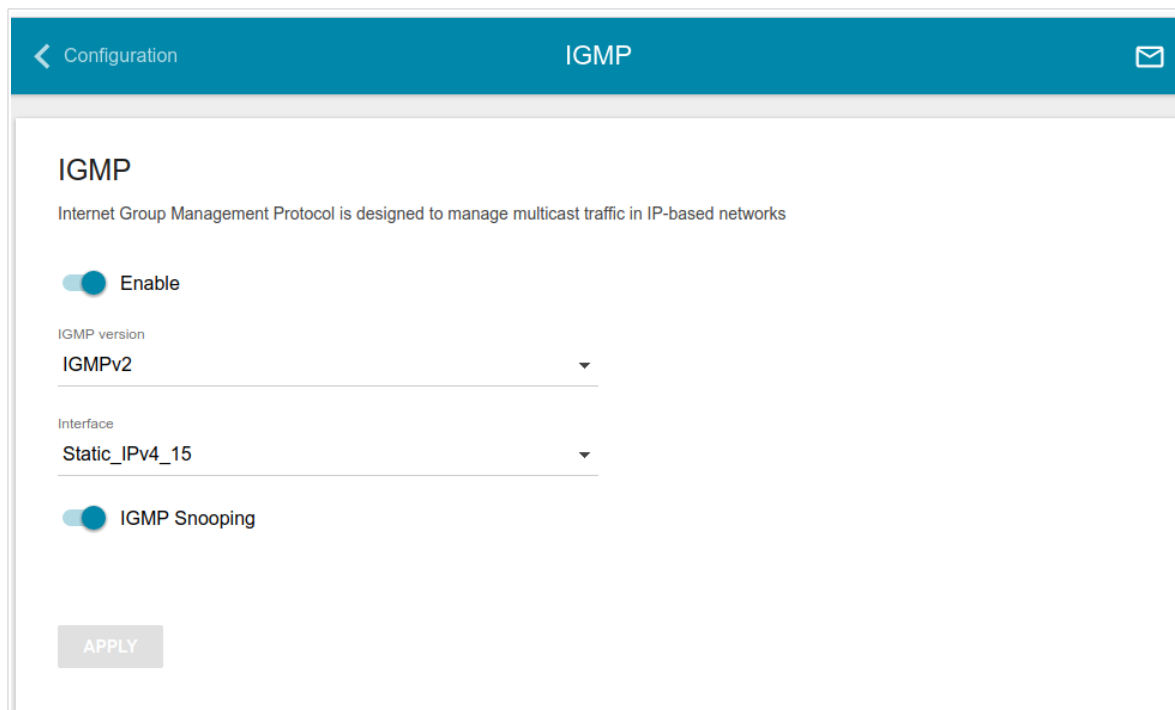 Configuration
IGMP
IGMP
Internet Group Management Protocol is designed to manage multicast traffic in IP-based networks
Enable
IGMP version
IGMPv2
Interface
Static_IPv4_15
IGMP Snooping
APPLY